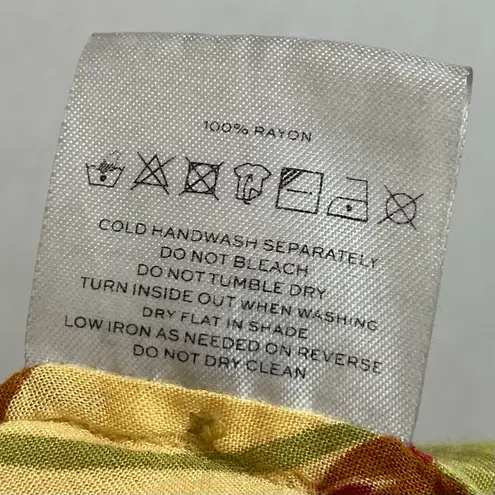 100% RAYON
COLD HANDWASH SEPARATELY
DO NOT BLEACH
DO NOT TUMBLE DRY
TURN INSIDE OUT WHEN WASHING
DRY FLAT IN SHADE
LOW IRON AS NEEDED ON REVERSE
DO NOT DRY CLEAN